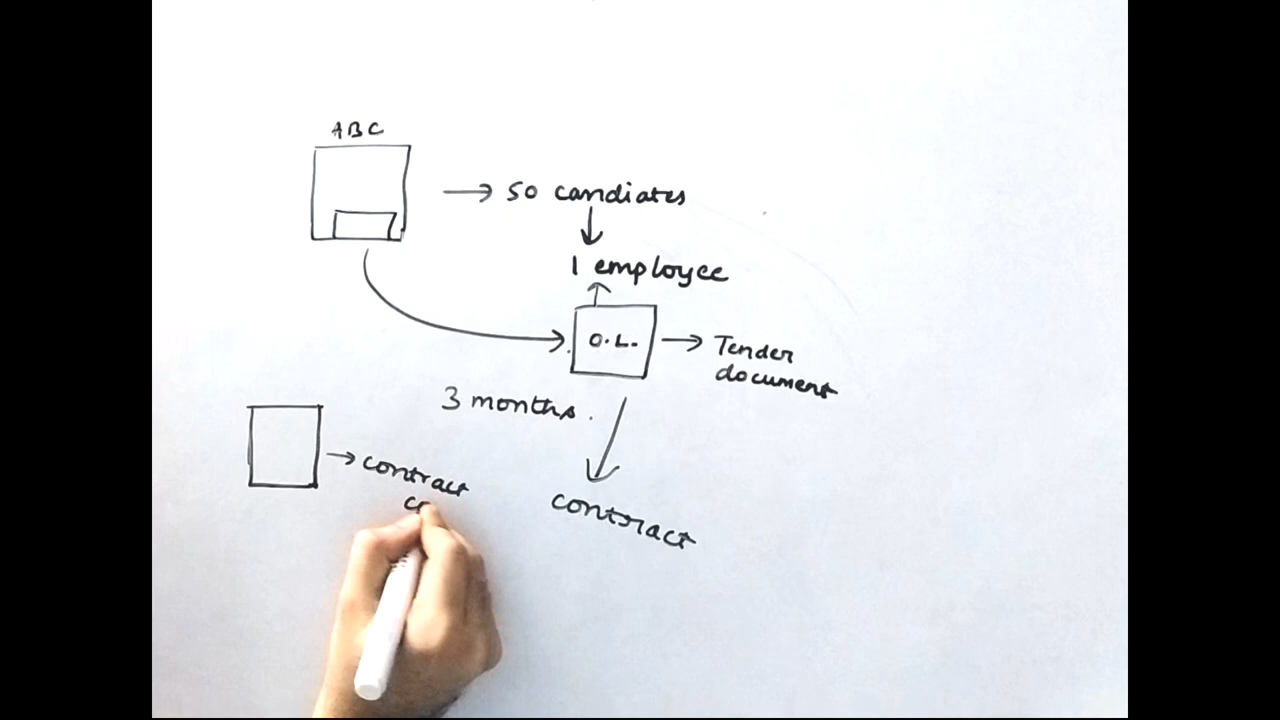 ABC
50 candiates
1 employee
O.L.
Tender
document
3 months.
contract
contract